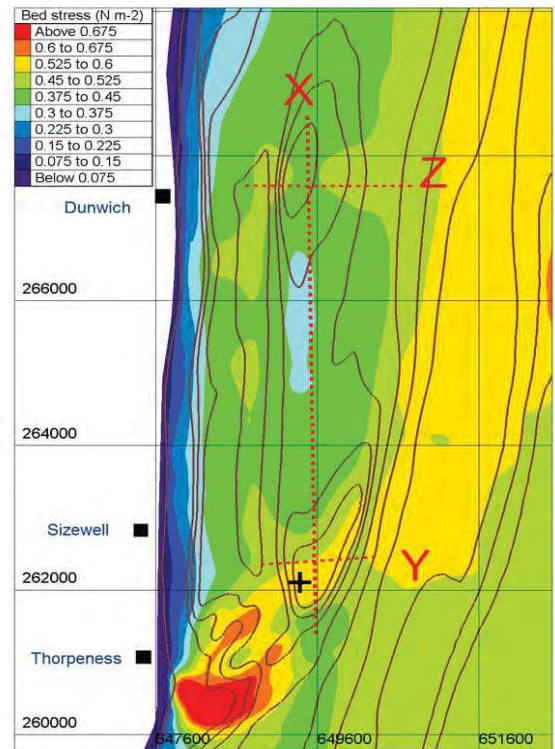 Bed stress (N m-2)
Above 0.675
0.6 to 0.675
0.525 to 0.6
0.45 to 0.525
0.375 to 0.45
0.3 to 0.375
0.225 to 0.3
0.15 to 0.225
0.075 to 0.15
Below 0.075
X
Z
Dunwich
266000
264000
Sizewell
Y
262000
Thorpeness
260000
647600
649600
651600